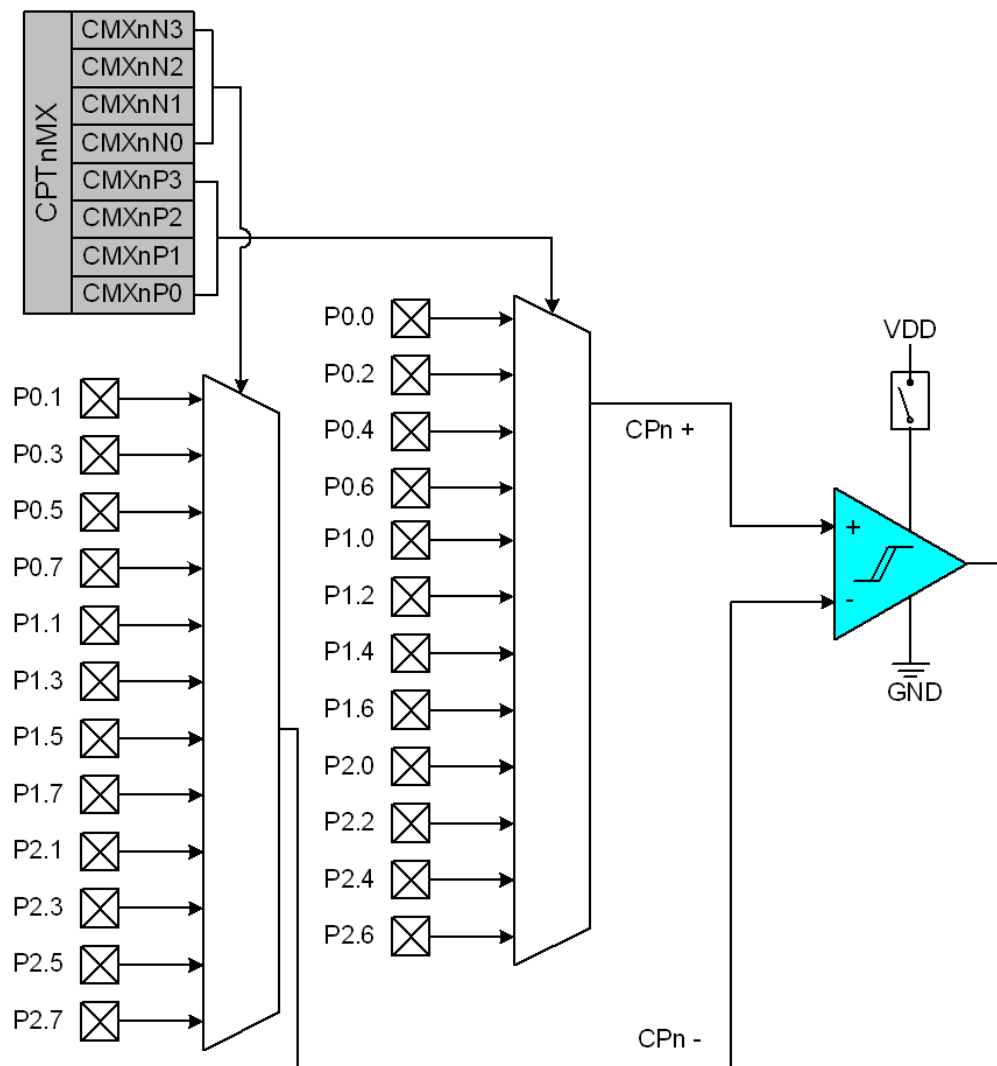 CPTnMX
CMXnN3
CMXnN2
CMXnN1
CMXnN0
CMXnP3
CMXnP2
CMXnP1
CMXnP0
P0.1
P0.3
P0.5
P0.7
P1.1
P1.3
P1.5
P1.7
P2.1
P2.3
P2.5
P2.7
P0.0
P0.2
P0.4
P0.6
P1.0
P1.2
P1.4
P1.6
P2.0
P2.2
P2.4
P2.6
CPn +
CPn -
VDD
+
-
GND